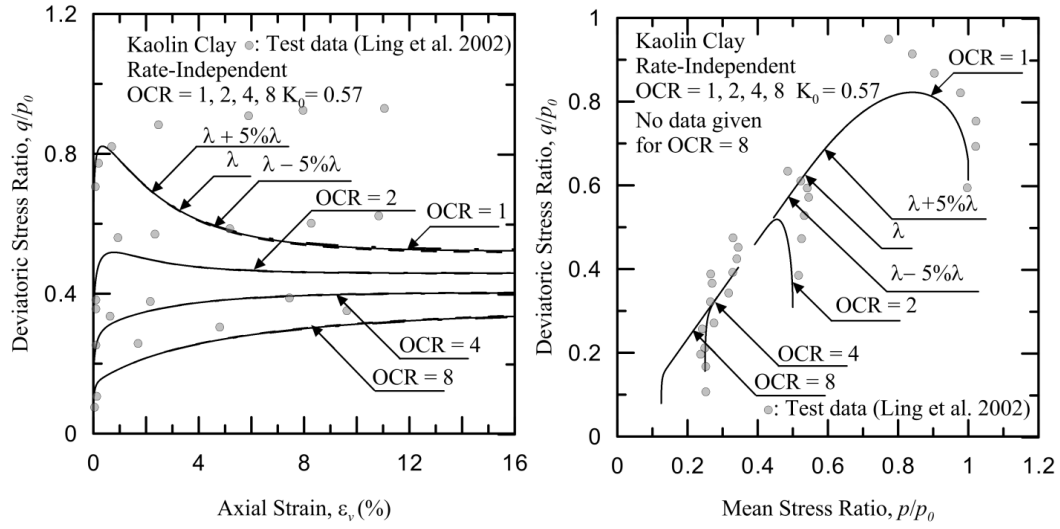 Kaolin Clay : Test data (Ling et al. 2002)
Rate-Independent
OCR = 1, 2, 4, 8 K0 = 0.57
λ + 5%λ
λ
λ – 5%λ
OCR = 2
OCR = 1
OCR = 4
OCR = 8
1.2
0.8
0.4
0
0
4
8
12
16
Deviatoric Stress Ratio, q/p0
Axial Strain, εv (%)
Kaolin Clay
Rate-Independent
OCR = 1, 2, 4, 8 K0 = 0.57
No data given
for OCR = 8
OCR = 1
λ+5%λ
λ
λ– 5%λ
OCR = 2
OCR = 4
OCR = 8
: Test data (Ling et al. 2002)
1
0.8
0.6
0.4
0.2
0
0
0.2
0.4
0.6
0.8
1
1.2
Deviatoric Stress Ratio, q/p0
Mean Stress Ratio, p/p0